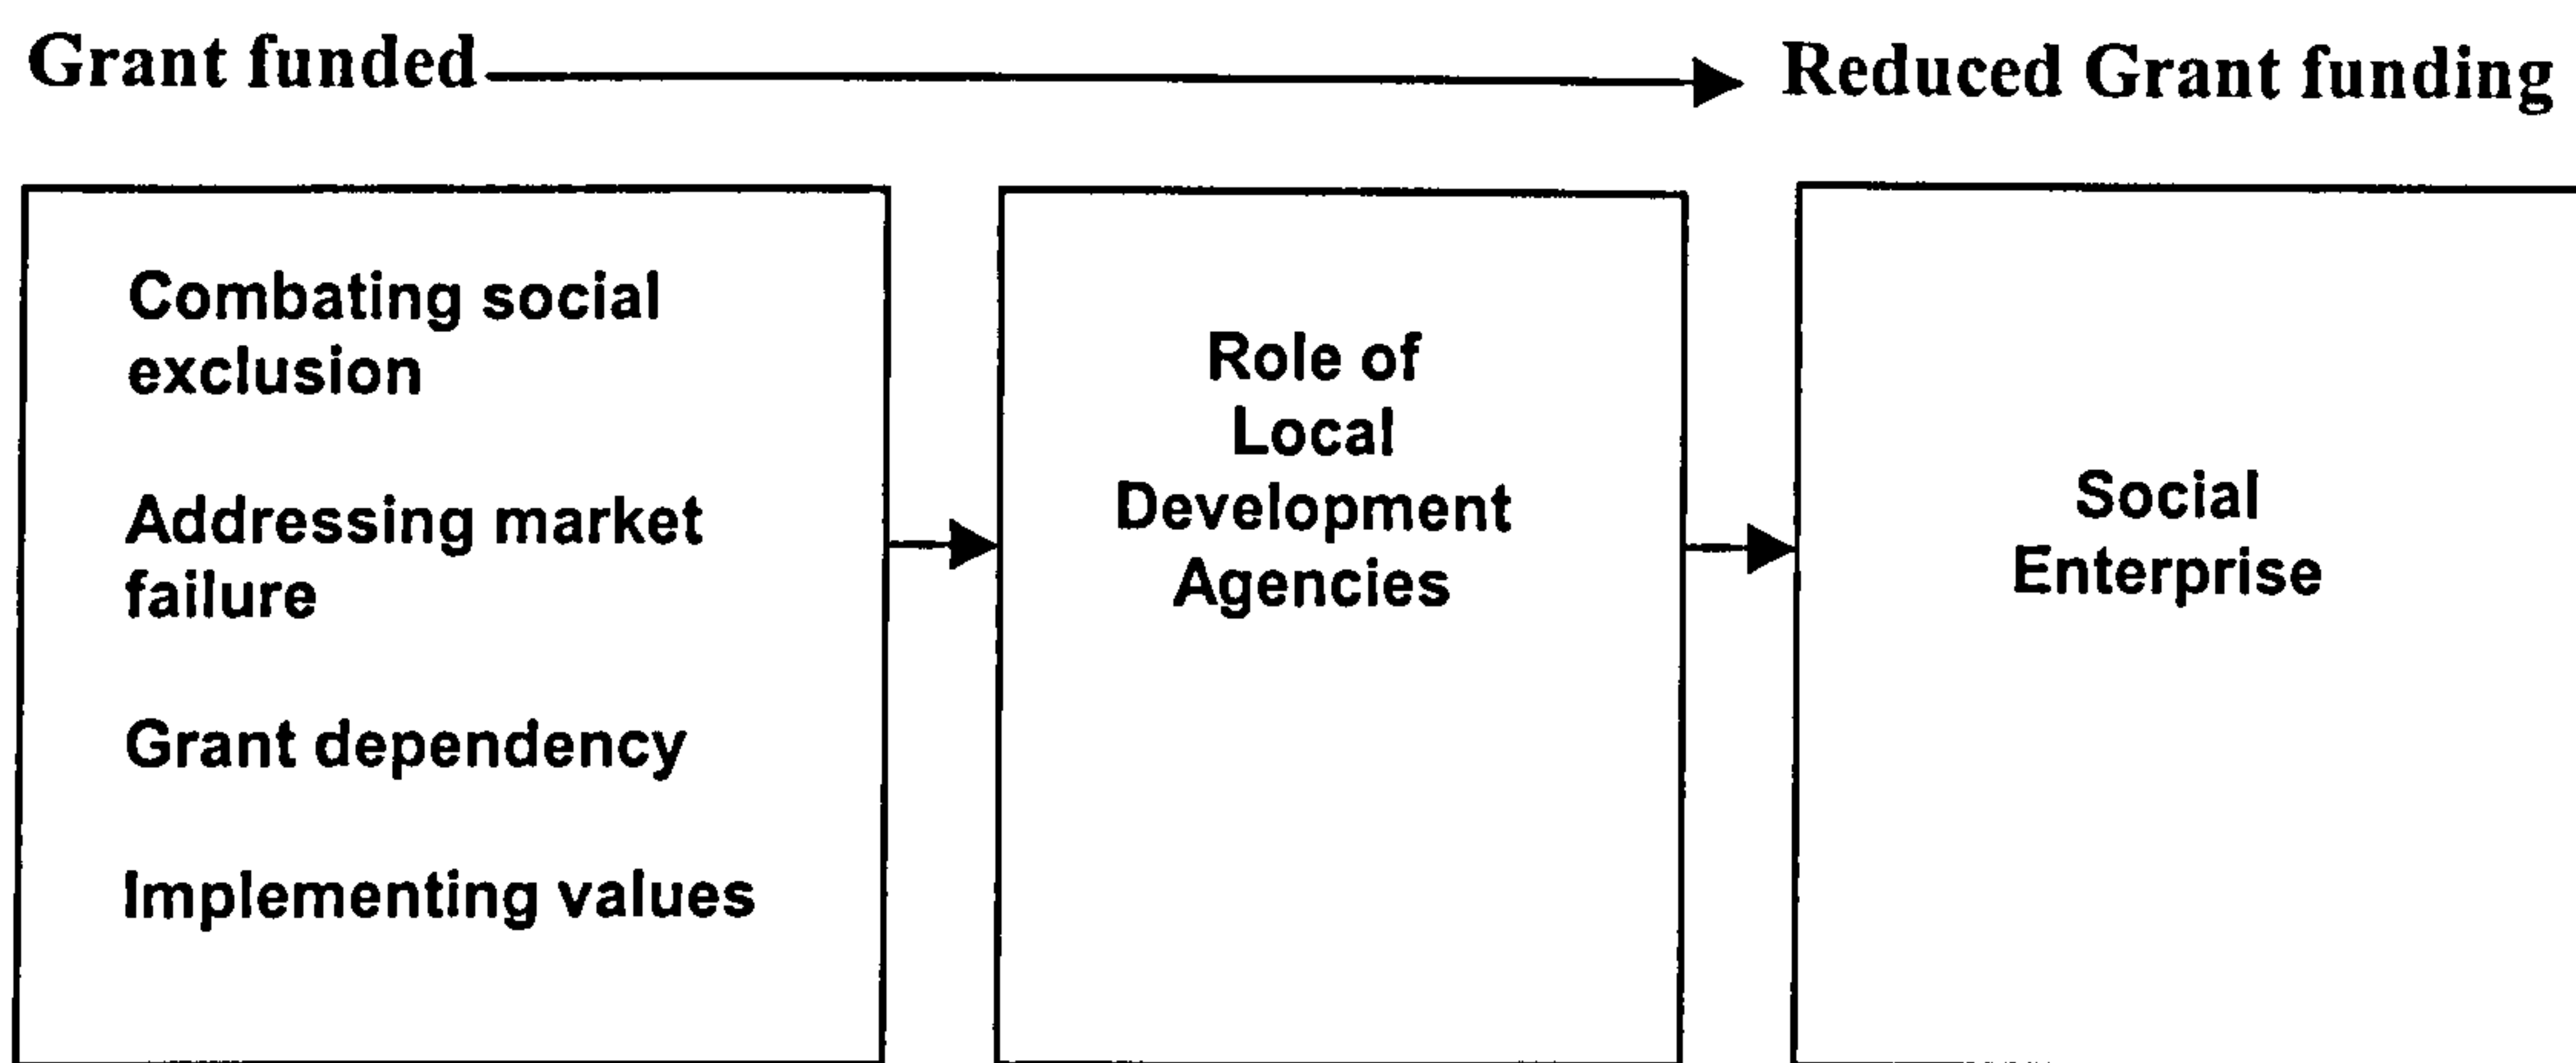 Grant funded
Reduced Grant funding
Combating social
exclusion
Addressing market
failure
Grant dependency
Implementing values
Role of
Local
Development
Agencies
Social
Enterprise